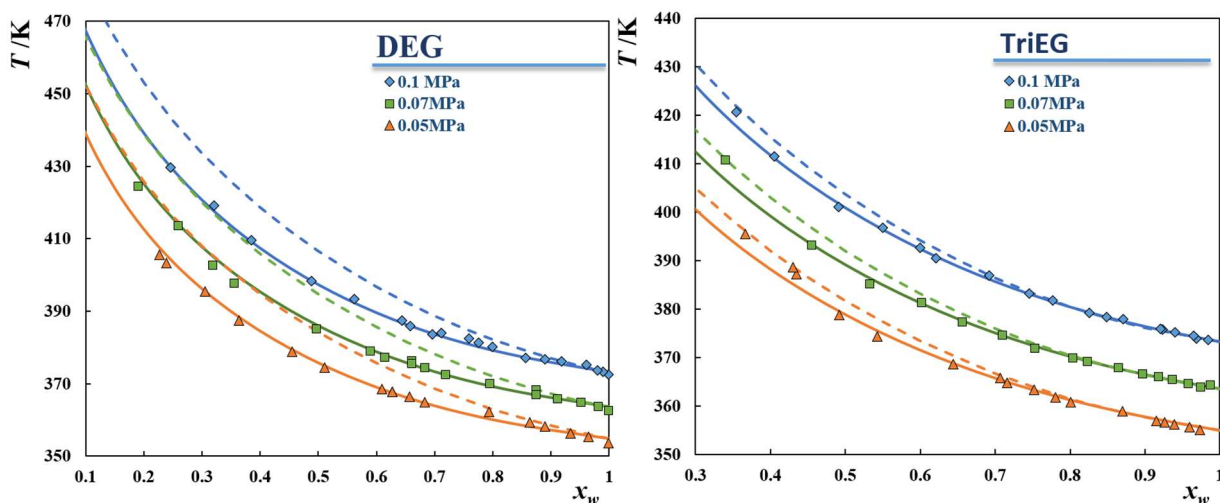 T /K
470
450
430
410
390
370
350
DEG
0.1 MPa
0.07MPa
0.05MPa
0.1 0.2 0.3 0.4 0.5 0.6 0.7 0.8 0.9 1
x_w
T /K
440
430
420
410
400
390
380
370
360
350
TriEG
0.1 MPa
0.07MPa
0.05MPa
0.3 0.4 0.5 0.6 0.7 0.8 0.9 1
x_w